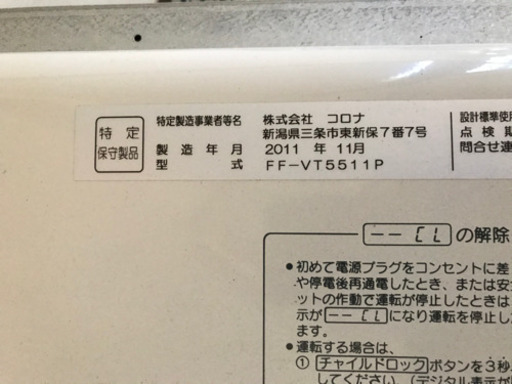 特定
保守製品
特定製造事業者等名 株式会社 コロナ
新潟県三条市東新保7番7号
製造年月 2011年 11月
型式 FF-VT5511P
設計標準使用
点検期
問合せ連
-- CL の解除
●初めて電源プラグをコンセントに差
や停電後再通電したとき、または安全
ットの作動で運転が停止したときは
示が -- CL になり運転を停止し
ます。
●運転する場合は、
① チャイルドロック ボタンを3秒
してください（デジタル表示が